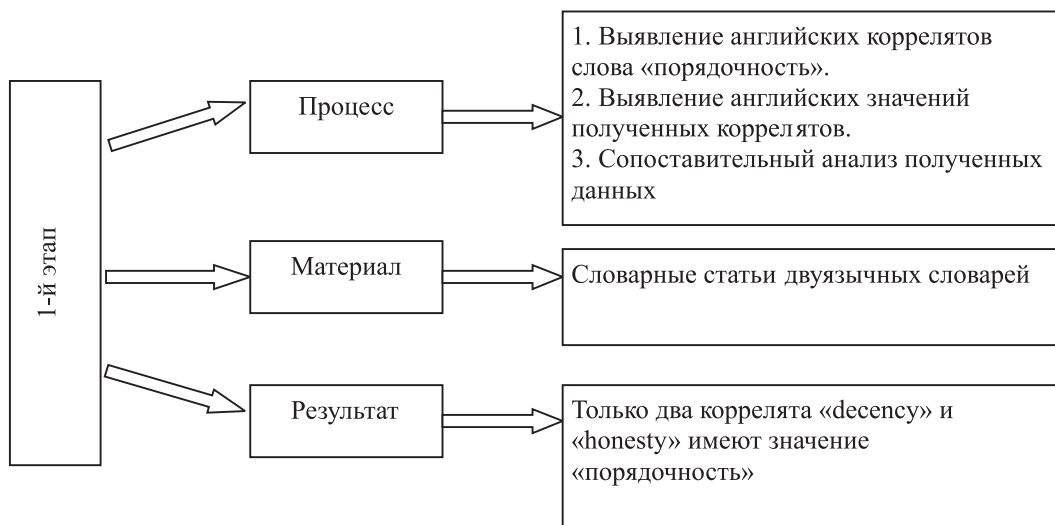 1-й этап
Процесс
1. Выявление английских коррелятов
слова «порядочность».
2. Выявление английских значений
полученных коррелятов.
3. Сопоставительный анализ полученных
данных
Материал
Словарные статьи двуязычных словарей
Результат
Только два коррелята «decency» и
«honesty» имеют значение
«порядочность»